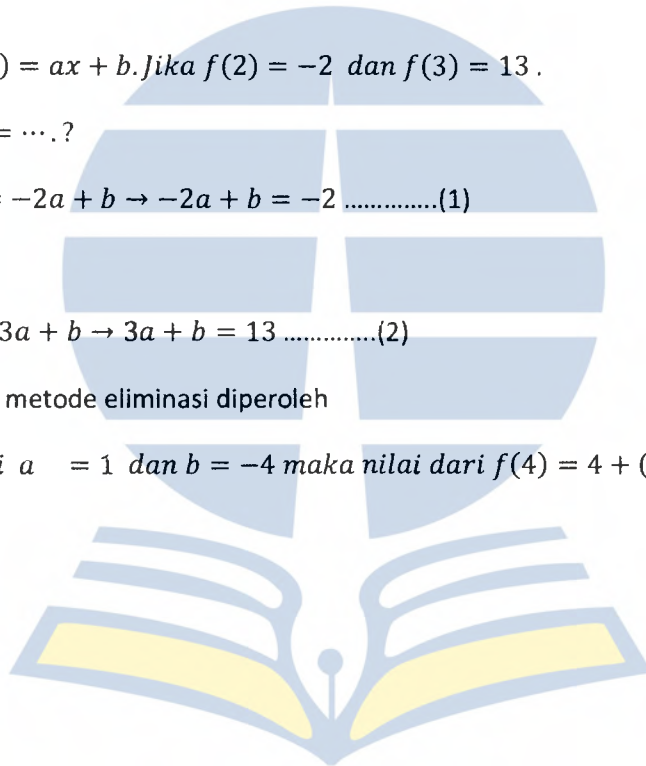 ) = ax + b. Jika f(2) = −2 dan f(3) = 13 .
= ⋯ . ?
= −2a + b → −2a + b = −2 ..............(1)
3a + b → 3a + b = 13 ..............(2)
metode eliminasi diperoleh
i a = 1 dan b = −4 maka nilai dari f(4) = 4 + (